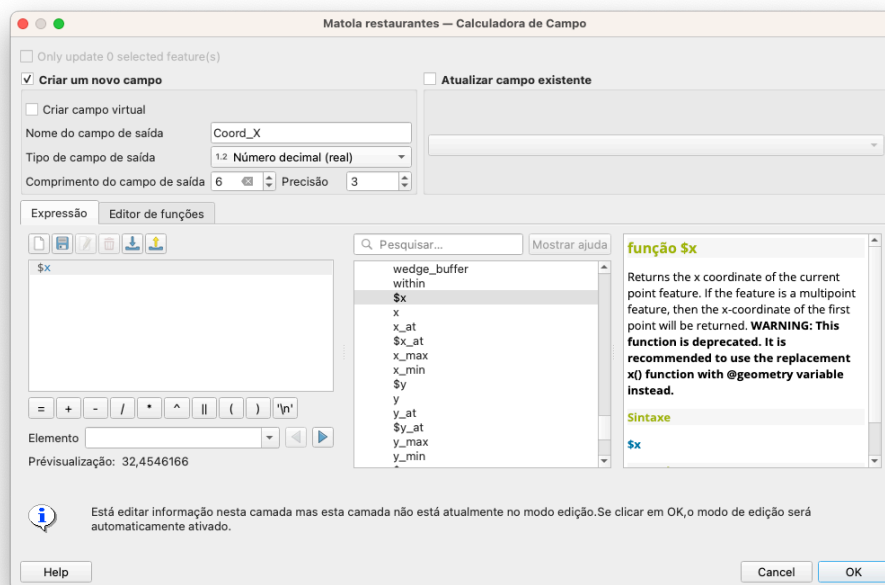 Matola restaurantes — Calculadora de Campo
Only update 0 selected feature(s)
Criar um novo campo
Atualizar campo existente
Criar campo virtual
Nome do campo de saída
Coord_X
Tipo de campo de saída
1.2 Número decimal (real)
Comprimento do campo de saída
6
Precisão
3
Expressão
Editor de funções
$x
=
+
-
/
*
^
||
(
)
'\n'
Elemento
Prévisualização: 32,4546166
Pesquisar...
Mostrar ajuda
wedge_buffer
within
$x
x
x_at
$x_at
x_max
x_min
$y
y
y_at
$y_at
y_max
y_min
função $x
Returns the x coordinate of the current
point feature. If the feature is a multipoint
feature, then the x-coordinate of the first
point will be returned. WARNING: This
function is deprecated. It is
recommended to use the replacement
x() function with @geometry variable
instead.
Sintaxe
$x
Está editar informação nesta camada mas esta camada não está atualmente no modo edição.Se clicar em OK,o modo de edição será
automaticamente ativado.
Help
Cancel
OK